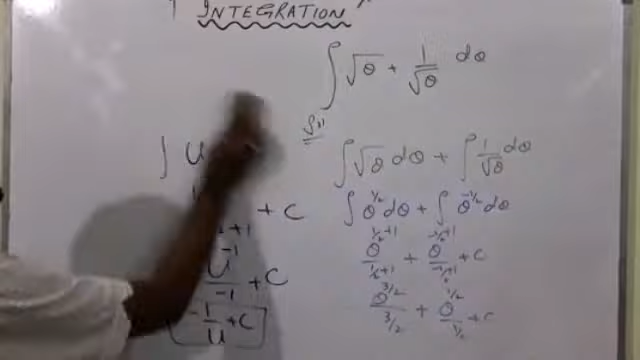 INTEGRATION
∫ √θ + 1/√θ dθ
∫ √θ dθ + ∫ 1/√θ dθ
∫ θ^1/2 dθ + ∫ θ^-1/2 dθ
θ^1/2+1 / 1/2+1 + θ^-1/2+1 / -1/2+1 + C
θ^3/2 / 3/2 + θ^1/2 / 1/2 + C
∫ U
+ C
+1
U^-1 / -1 + C
-1/U + C